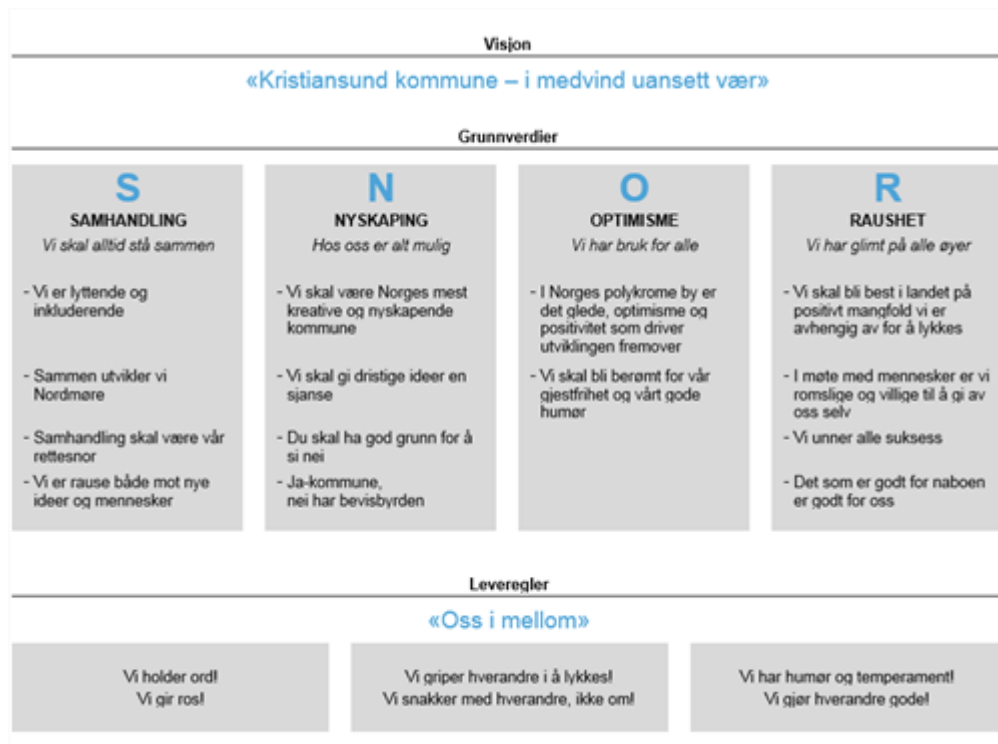 Visjon
«Kristiansund kommune – i medvind uansett vær»
Grunnverdier
S
SAMHANDLING
Vi skal alltid stå sammen
- Vi er lyttende og
inkluderende
- Sammen utvikler vi
Nordmøre
- Samhandling skal være vår
rettesnor
- Vi er rause både mot nye
ideer og mennesker
N
NYSKAPING
Hos oss er alt mulig
- Vi skal være Norges mest
kreative og nyskapende
kommune
- Vi skal gi dristige ideer en
sjanse
- Du skal ha god grunn for å
si nei
- Ja-kommune,
nei har bevisbyrden
O
OPTIMISME
Vi har bruk for alle
- I Norges polykrome by er
det glede, optimisme og
positivitet som driver
utviklingen fremover
- Vi skal bli berømt for vår
gjestfrihet og vårt gode
humør
R
RAUSHET
Vi har glimt på alle øyer
- Vi skal bli best i landet på
positivt mangfold vi er
avhengig av for å lykkes
- I møte med mennesker er vi
romslige og villige til å gi av
oss selv
- Vi unner alle suksess
- Det som er godt for naboen
er godt for oss
Leveregler
«Oss i mellom»
Vi holder ord!
Vi gir ros!
Vi griper hverandre i å lykkes!
Vi snakker med hverandre, ikke om!
Vi har humør og temperament!
Vi gjør hverandre gode!